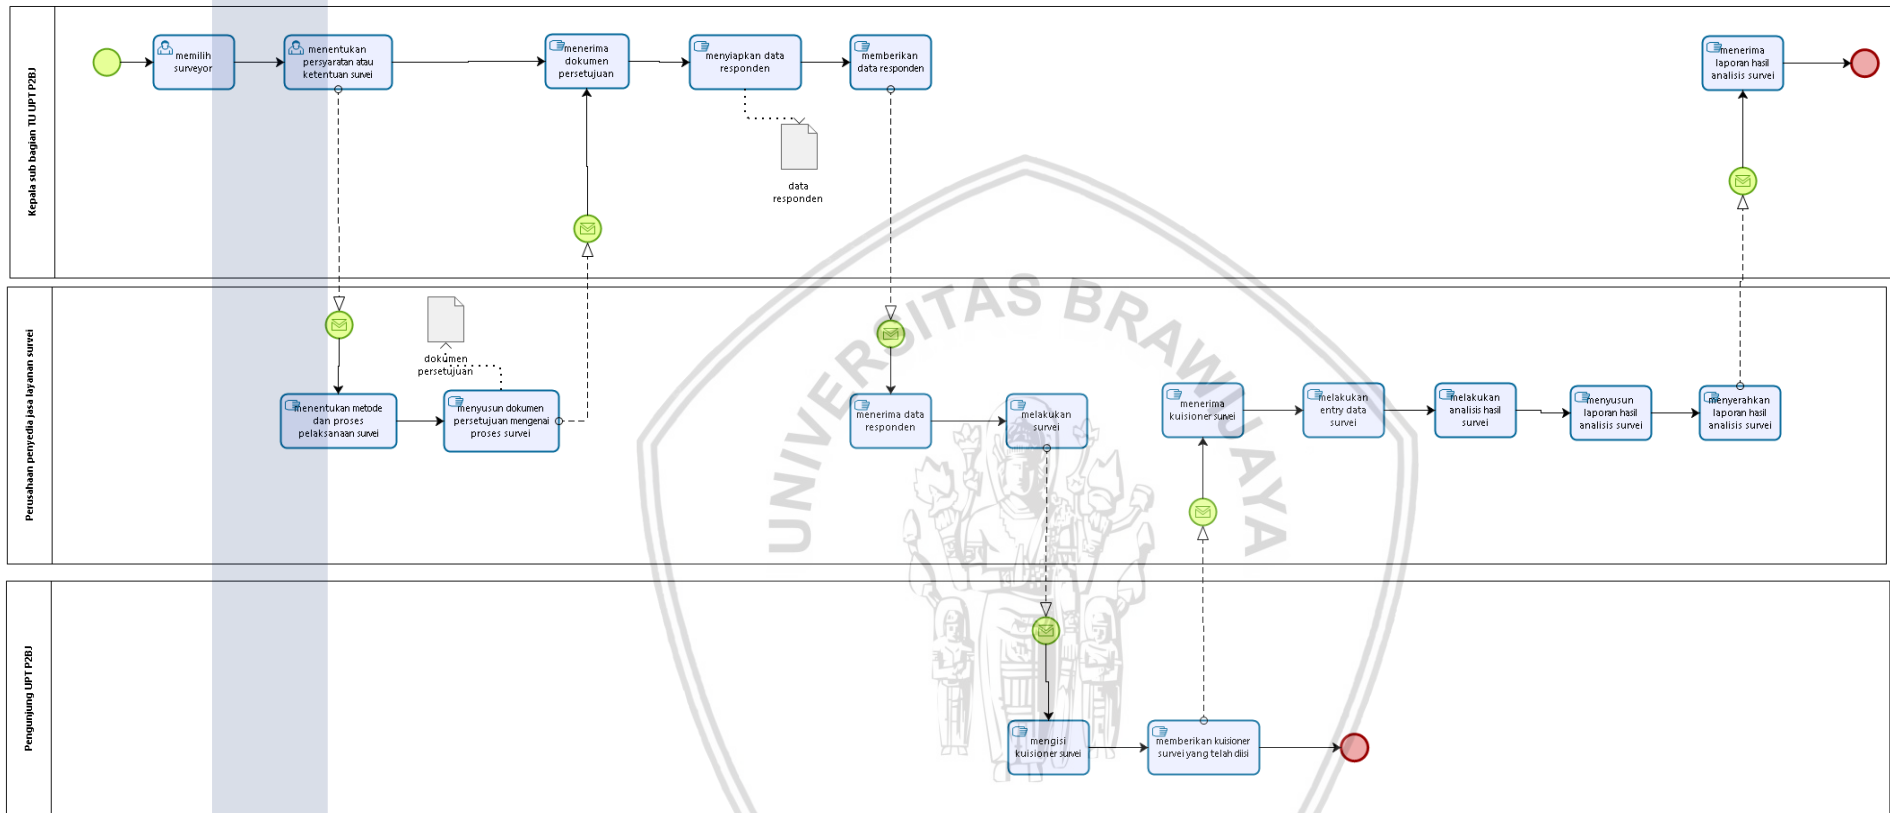 Kepala sub bagian TU UPT P2BJ
memilih
surveyor
menentukan
persyaratan atau
ketentuan survei
menerima
dokumen
persetujuan
menyiapkan data
responden
memberikan
data responden
menerima
laporan hasil
analisis survei
data
responden
Perusahaan penyedia jasa layanan survei
dokumen
persetujuan
menentukan metode
dan proses
pelaksanaan survei
menyusun dokumen
persetujuan mengenai
proses survei
menerima data
responden
melakukan
survei
menerima
kuisioner survei
melakukan
entry data
survei
melakukan
analisis hasil
survei
menyusun
laporan hasil
analisis survei
menyerahkan
laporan hasil
analisis survei
UNIVERSITAS BRAWIJAYA
Pengunjung UPT P2BJ
mengisi
kuisioner survei
memberikan kuisioner
survei yang telah diisi